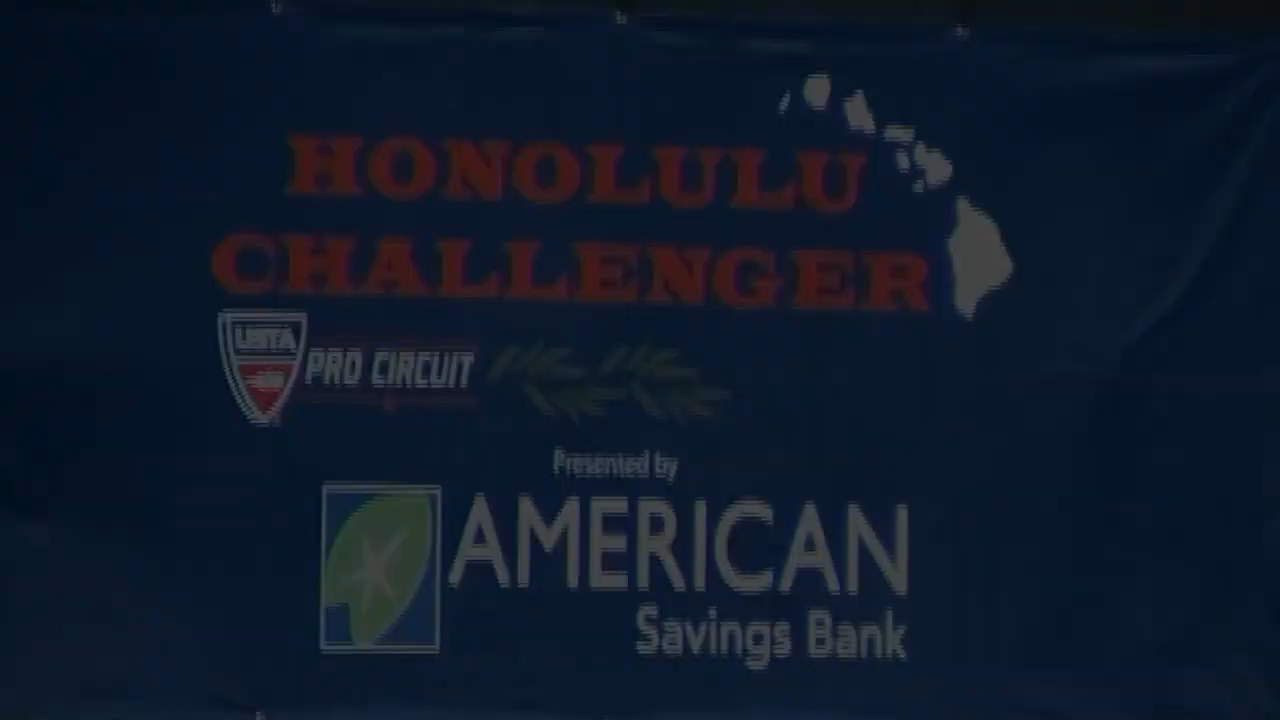 HONOLULU
CHALLENGER
USTA
PRO CIRCUIT
Presented by
AMERICAN
Savings Bank